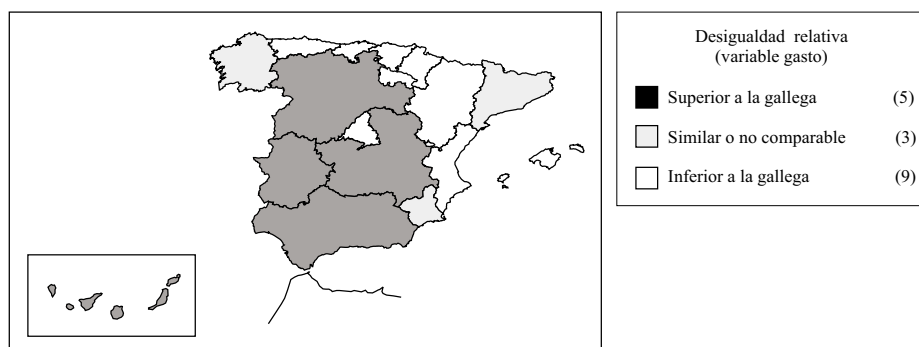 Desigualdad relativa
(variable gasto)
Superior a la gallega (5)
Similar o no comparable (3)
Inferior a la gallega (9)